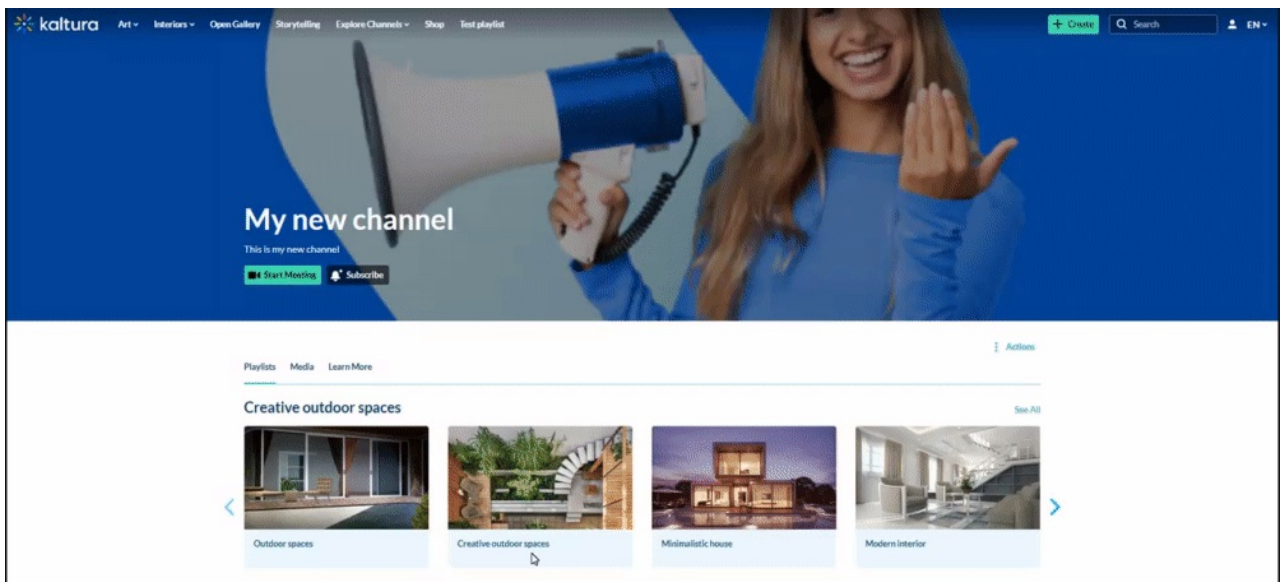 kaltura Art Interiors Open Gallery Storytelling Explore Channels Shop Test playlist + Create Search EN
My new channel
This is my new channel
Start Meeting Subscribe
Actions
Playlists Media Learn More
Creative outdoor spaces See All
Outdoor spaces Creative outdoor spaces Minimalistic house Modern interior